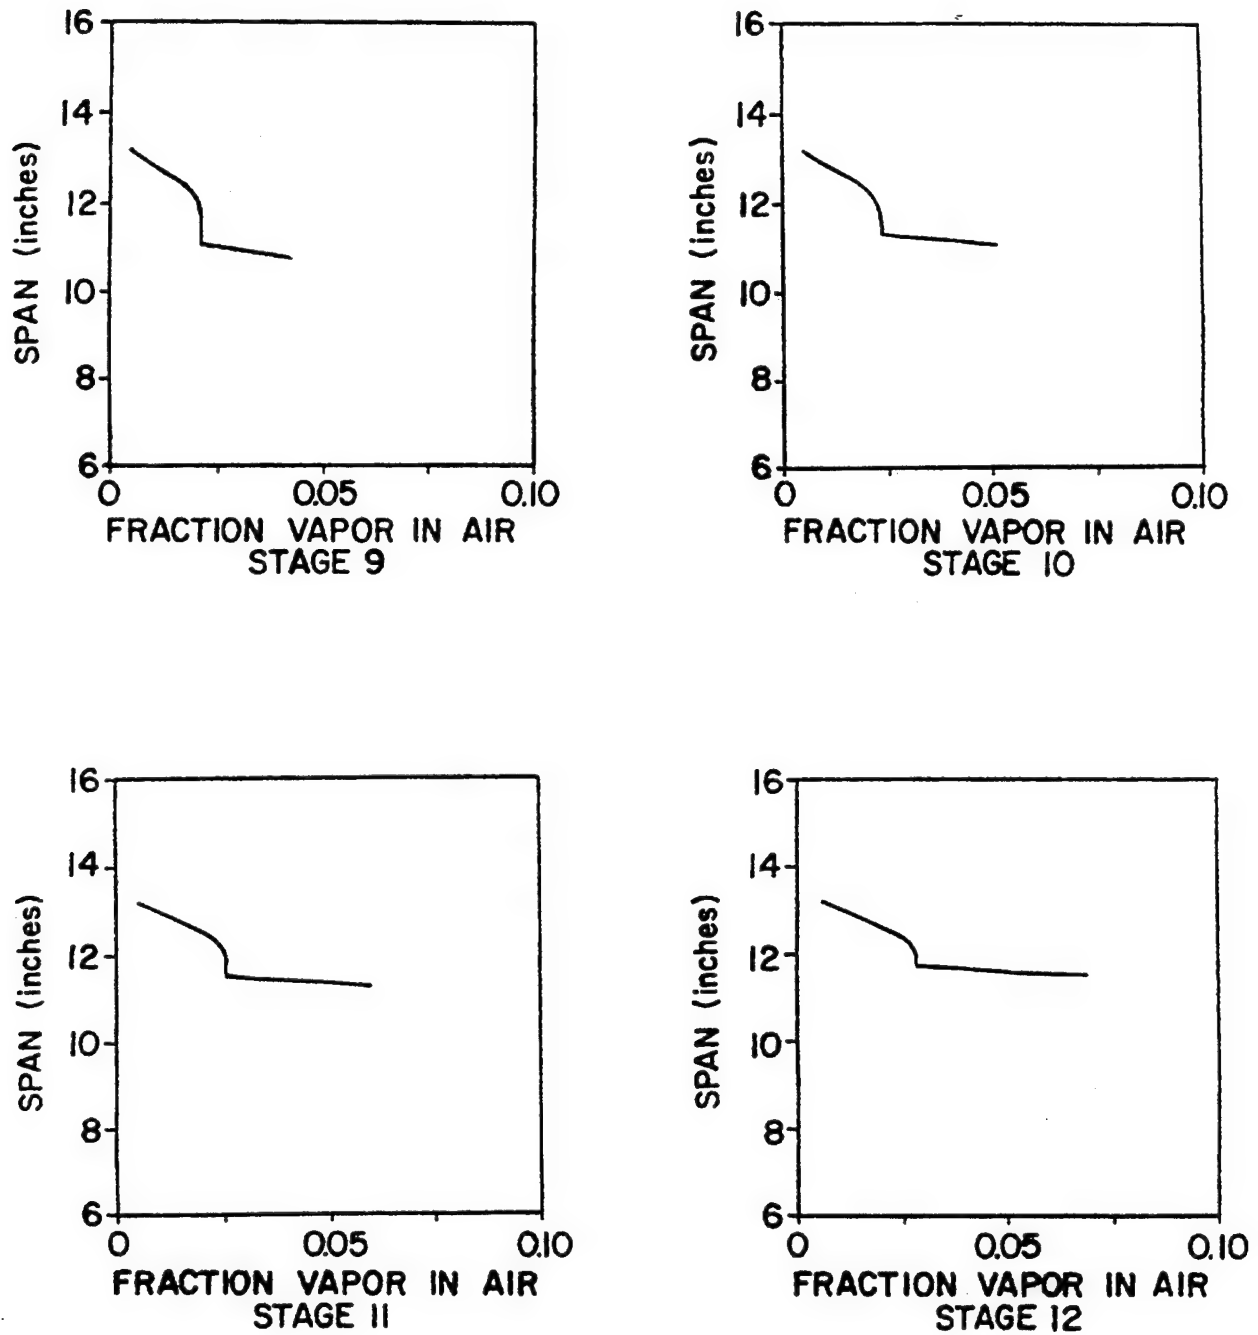 16
14
12
10
8
6
SPAN (inches)
0 0.05 0.10
FRACTION VAPOR IN AIR
STAGE 9
16
14
12
10
8
6
SPAN (inches)
0 0.05 0.10
FRACTION VAPOR IN AIR
STAGE 10
16
14
12
10
8
6
SPAN (inches)
0 0.05 0.10
FRACTION VAPOR IN AIR
STAGE 11
16
14
12
10
8
6
SPAN (inches)
0 0.05 0.10
FRACTION VAPOR IN AIR
STAGE 12